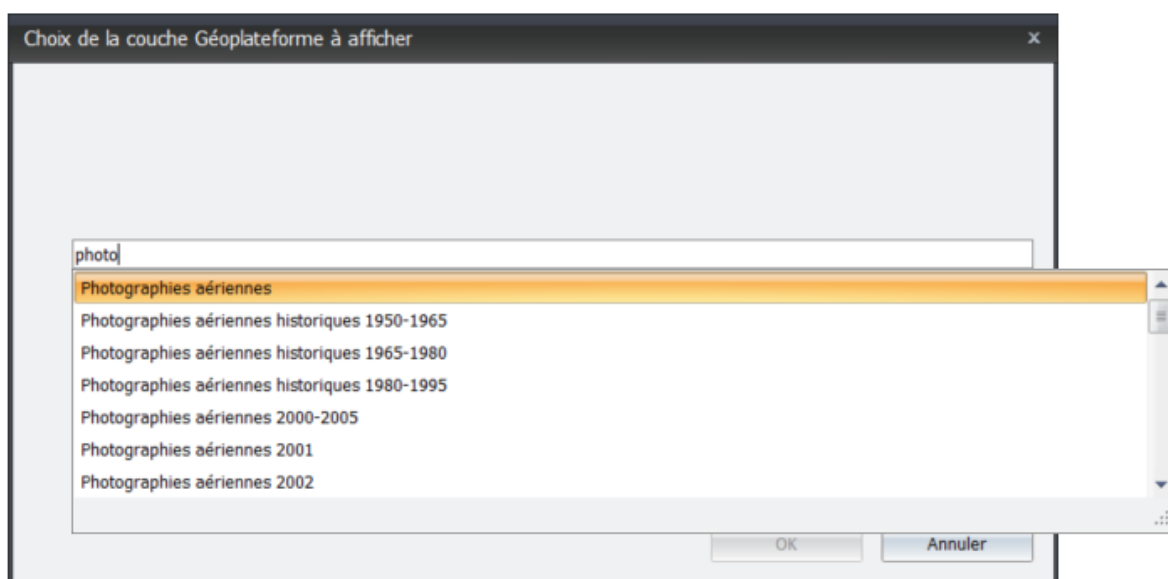 Choix de la couche Géoplateforme à afficher x
photo
Photographies aériennes
Photographies aériennes historiques 1950-1965
Photographies aériennes historiques 1965-1980
Photographies aériennes historiques 1980-1995
Photographies aériennes 2000-2005
Photographies aériennes 2001
Photographies aériennes 2002
OK Annuler